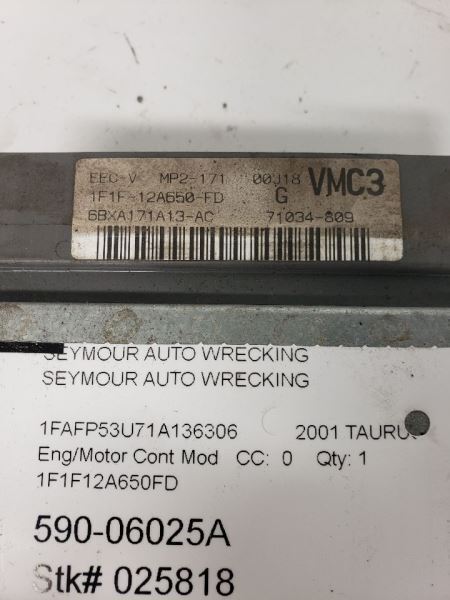 EEC-V MP2-171 00J18 VMC3
1F1F-12A650-FD G
6BXA171A13-AC 71034-809
SEYMOUR AUTO WRECKING
SEYMOUR AUTO WRECKING
1FAFP53U71A136306 2001 TAURUS
Eng/Motor Cont Mod CC: 0 Qty: 1
1F1F12A650FD
590-06025A
Stk# 025818